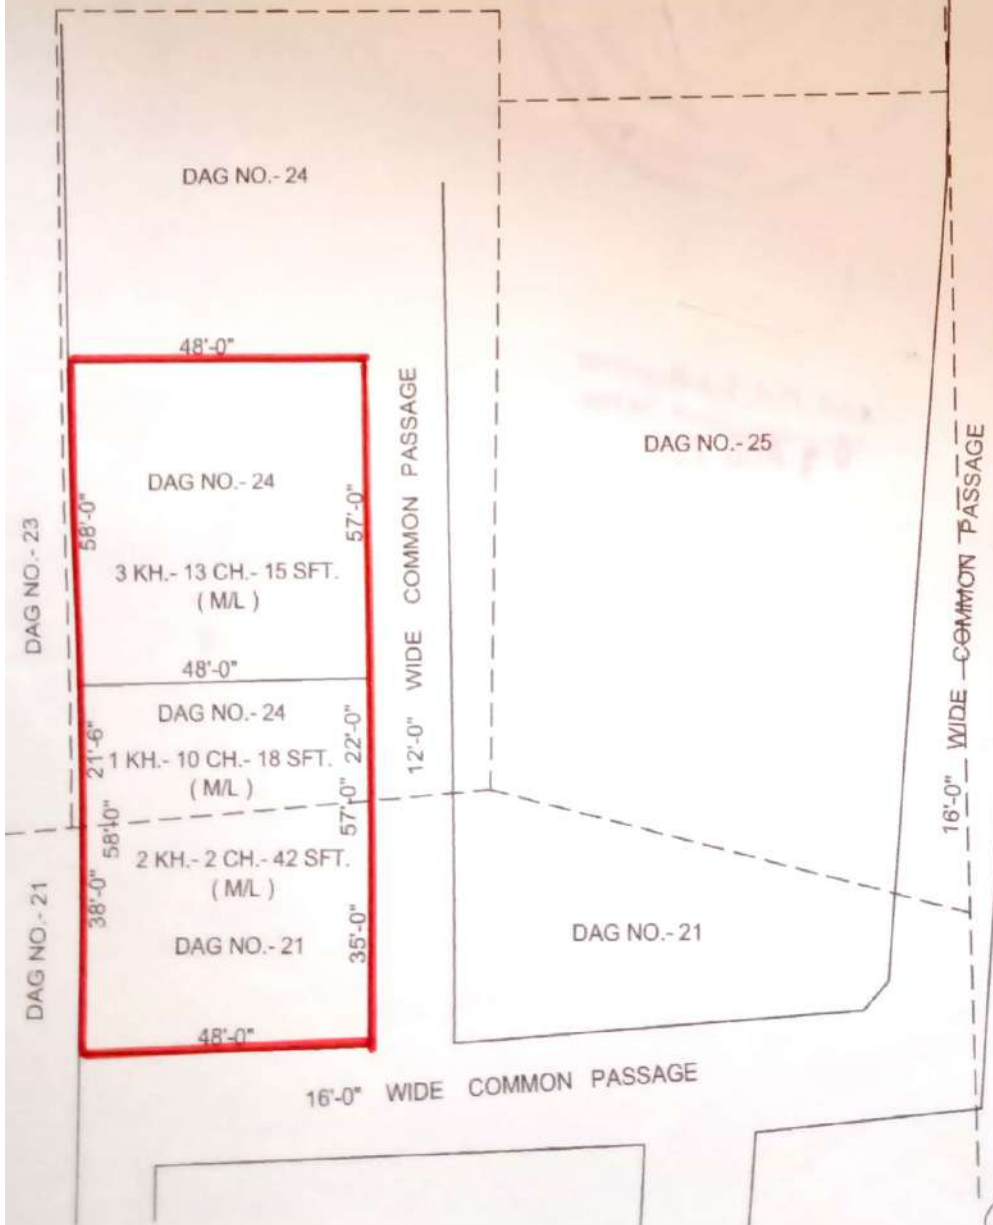 DAG NO.- 24
48'-0"
DAG NO.- 24
58'-0"
57'-0"
3 KH.- 13 CH.- 15 SFT.
( M/L )
48'-0"
DAG NO.- 24
21'-6"
22'-0"
1 KH.- 10 CH.- 18 SFT.
( M/L )
58'-0"
57'-0"
2 KH.- 2 CH.- 42 SFT.
( M/L )
38'-0"
35'-0"
DAG NO.- 21
48'-0"
DAG NO.- 23
DAG NO.- 21
12'-0" WIDE COMMON PASSAGE
DAG NO.- 25
DAG NO.- 21
16'-0" WIDE COMMON PASSAGE
16'-0" WIDE COMMON PASSAGE